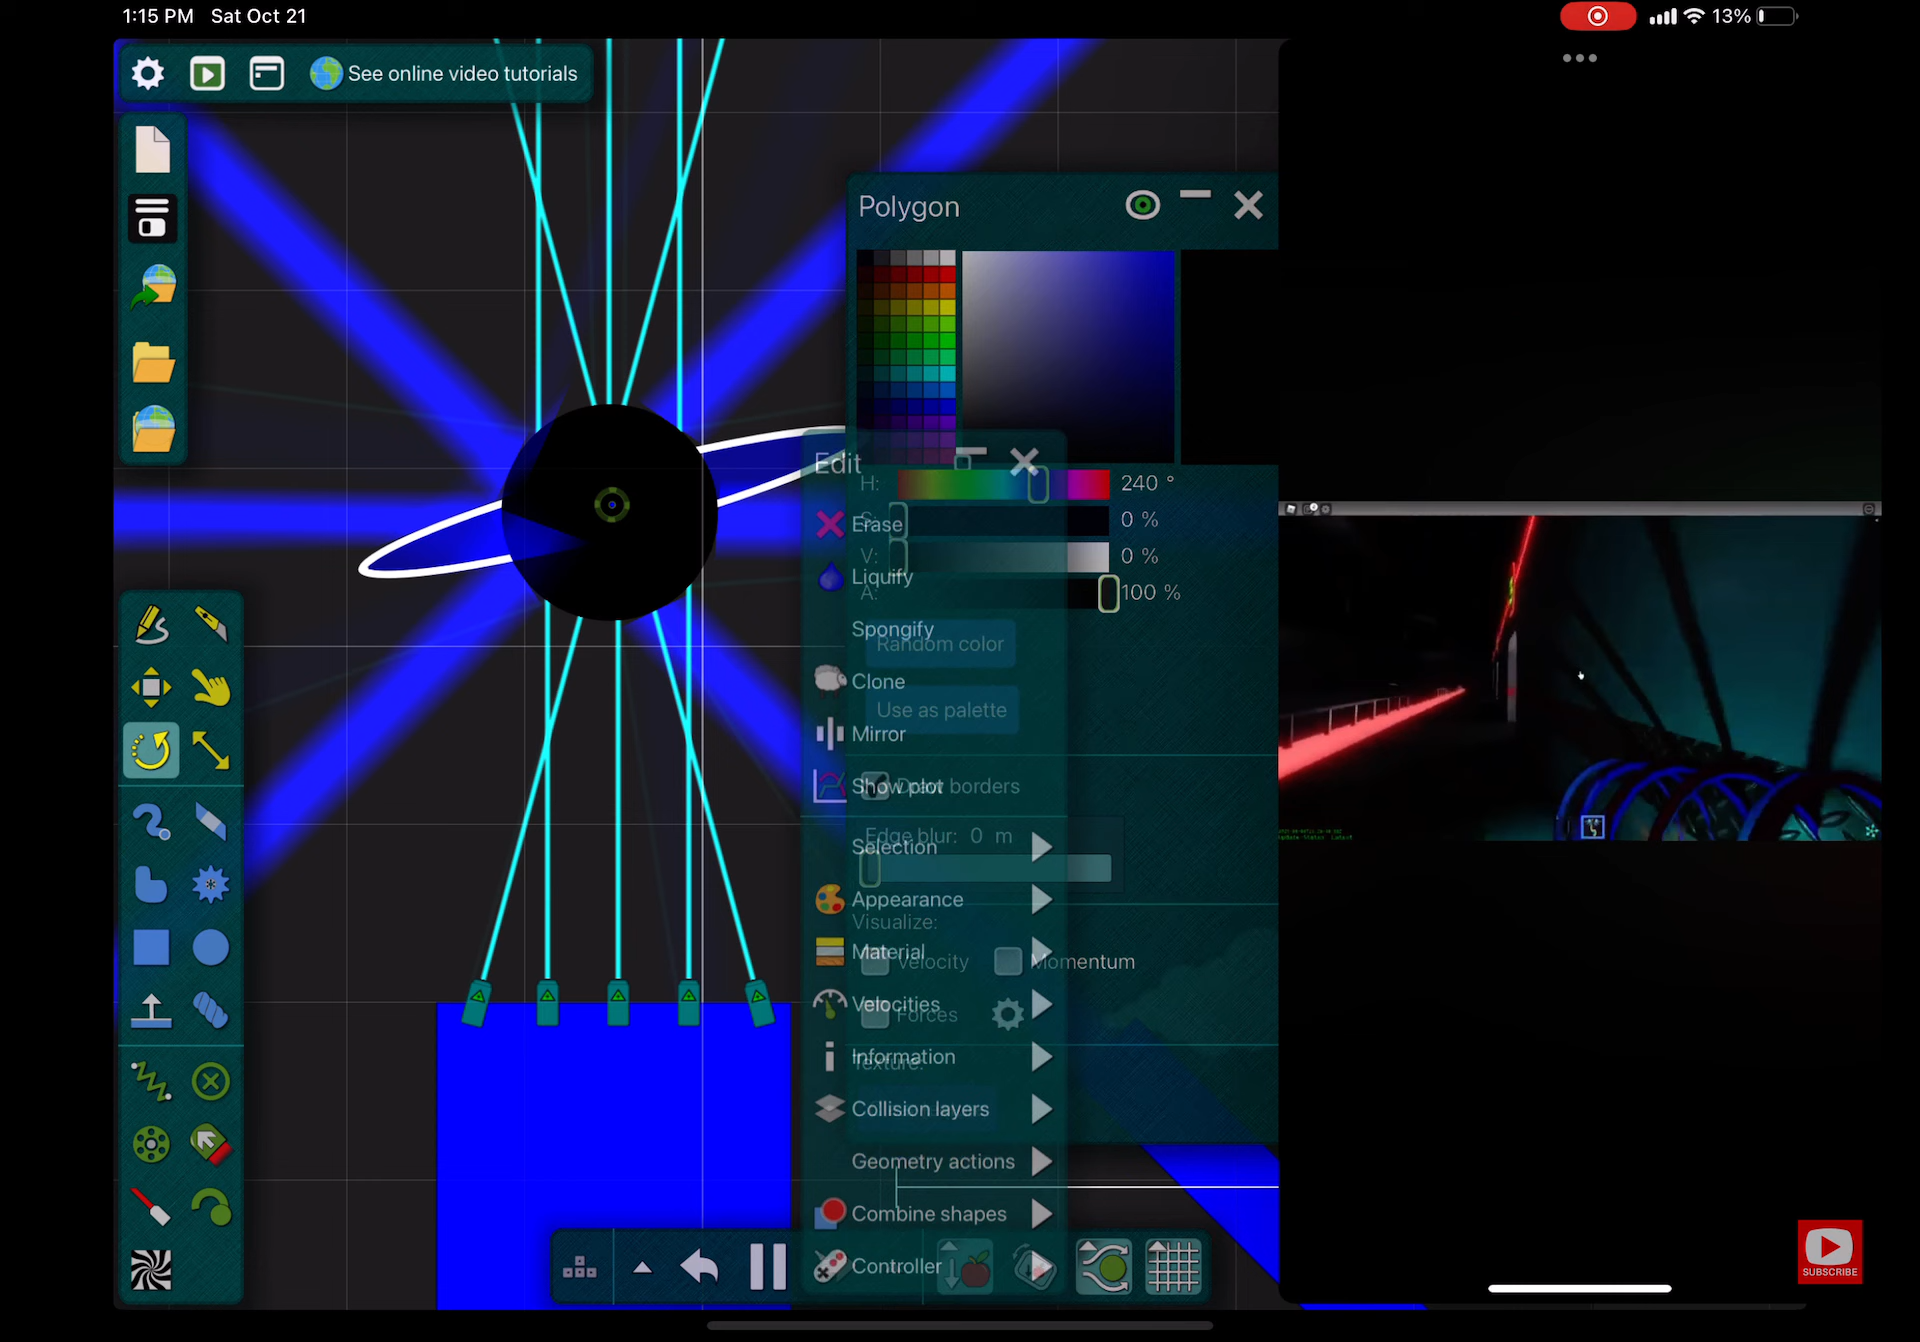 1:15 PM Sat Oct 21
13%
See online video tutorials
Polygon
Edit
H:
240 °
Erase
0 %
V:
0 %
Liquify
A:
100 %
Spongify
Random color
Clone
Use as palette
Mirror
Show plot
Draw borders
Edge blur: 0 m
Selection
Appearance
Visualize:
Material
Velocity
Momentum
Velocities
Forces
Information
Texture:
Collision layers
Geometry actions
Combine shapes
Controller
SUBSCRIBE